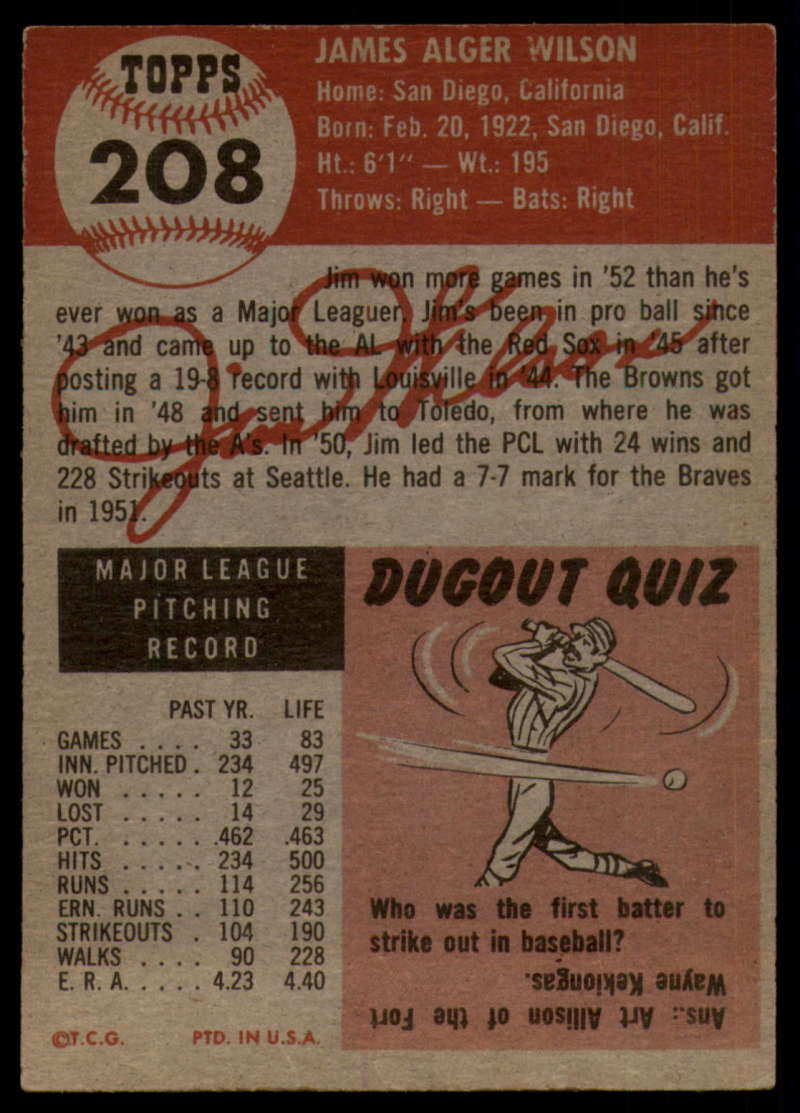 TOPPS
208
JAMES ALGER WILSON
Home: San Diego, California
Born: Feb. 20, 1922, San Diego, Calif.
Ht.: 6'1" — Wt.: 195
Throws: Right — Bats: Right
Jim won more games in '52 than he's
ever won as a Major Leaguer. Jim's been in pro ball since
'43 and came up to the AL with the Red Sox in '45 after
posting a 19-8 record with Louisville in '44. The Browns got
him in '48 and sent him to Toledo, from where he was
drafted by the A's. In '50, Jim led the PCL with 24 wins and
228 Strikeouts at Seattle. He had a 7-7 mark for the Braves
in 1951.
Jim Wilson
MAJOR LEAGUE
PITCHING
RECORD
PAST YR. LIFE
GAMES . . . . 33 83
INN. PITCHED . 234 497
WON . . . . . 12 25
LOST . . . . . 14 29
PCT. . . . . . .462 .463
HITS . . . . . 234 500
RUNS . . . . . 114 256
ERN. RUNS . . 110 243
STRIKEOUTS . 104 190
WALKS . . . . 90 228
E. R. A. . . . . 4.23 4.40
©T.C.G. PTD. IN U.S.A.
DUGOUT QUIZ
Who was the first batter to
strike out in baseball?
Ans.: Art Allison of the Fort
Wayne Kekiongas.